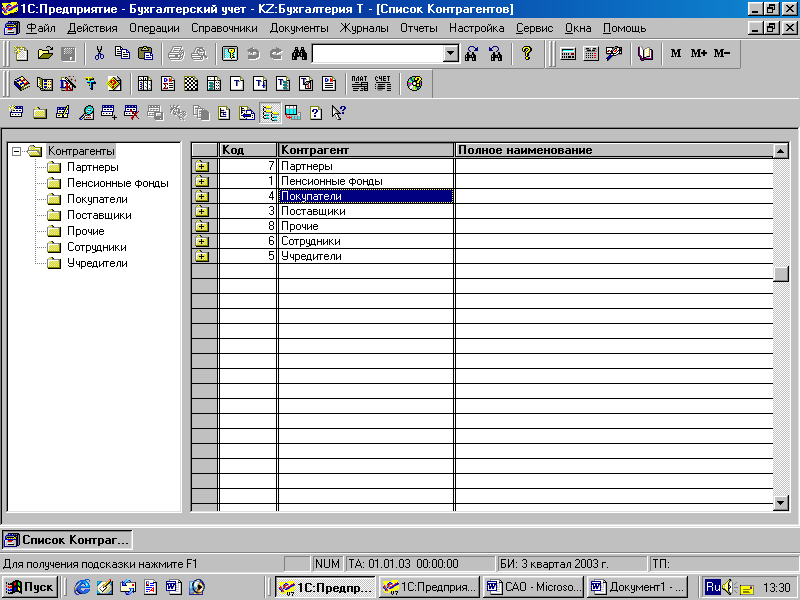 1С:Предприятие - Бухгалтерский учет - KZ:Бухгалтерия Т - [Список Контрагентов]
Файл Действия Операции Справочники Документы Журналы Отчеты Настройка Сервис Окна Помощь
M M+ M-
ПЛАТ СЧЕТ
Контрагенты
Партнеры
Пенсионные фонды
Покупатели
Поставщики
Прочие
Сотрудники
Учредители
Код Контрагент Полное наименование
7 Партнеры
1 Пенсионные фонды
4 Покупатели
3 Поставщики
8 Прочие
6 Сотрудники
5 Учредители
Список Контраг...
Для получения подсказки нажмите F1 NUM ТА: 01.01.03 00:00:00 БИ: 3 квартал 2003 г. ТП:
Пуск 1С:Предпр... 1С:Предприя... САО - Microso... Документ1 - ... Ru 13:30